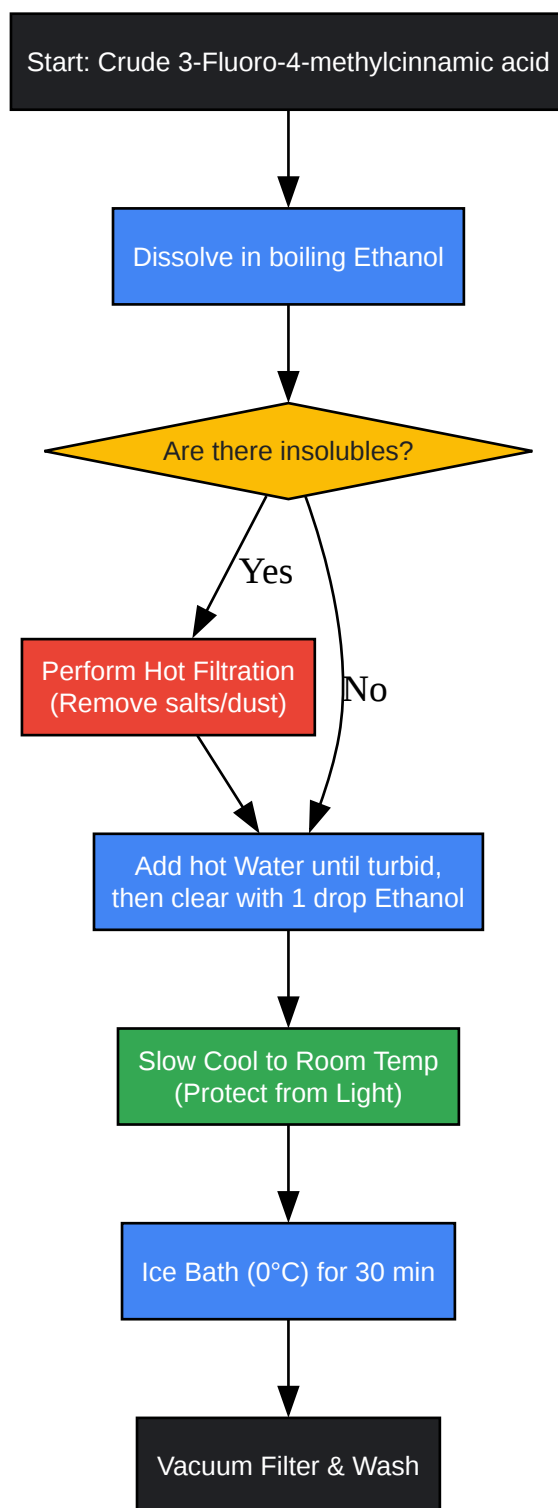 Start: Crude 3-Fluoro-4-methylcinnamic acid
Dissolve in boiling Ethanol
Are there insolubles?
Yes
Perform Hot Filtration
(Remove salts/dust)
No
Add hot Water until turbid,
then clear with 1 drop Ethanol
Slow Cool to Room Temp
(Protect from Light)
Ice Bath (0°C) for 30 min
Vacuum Filter & Wash